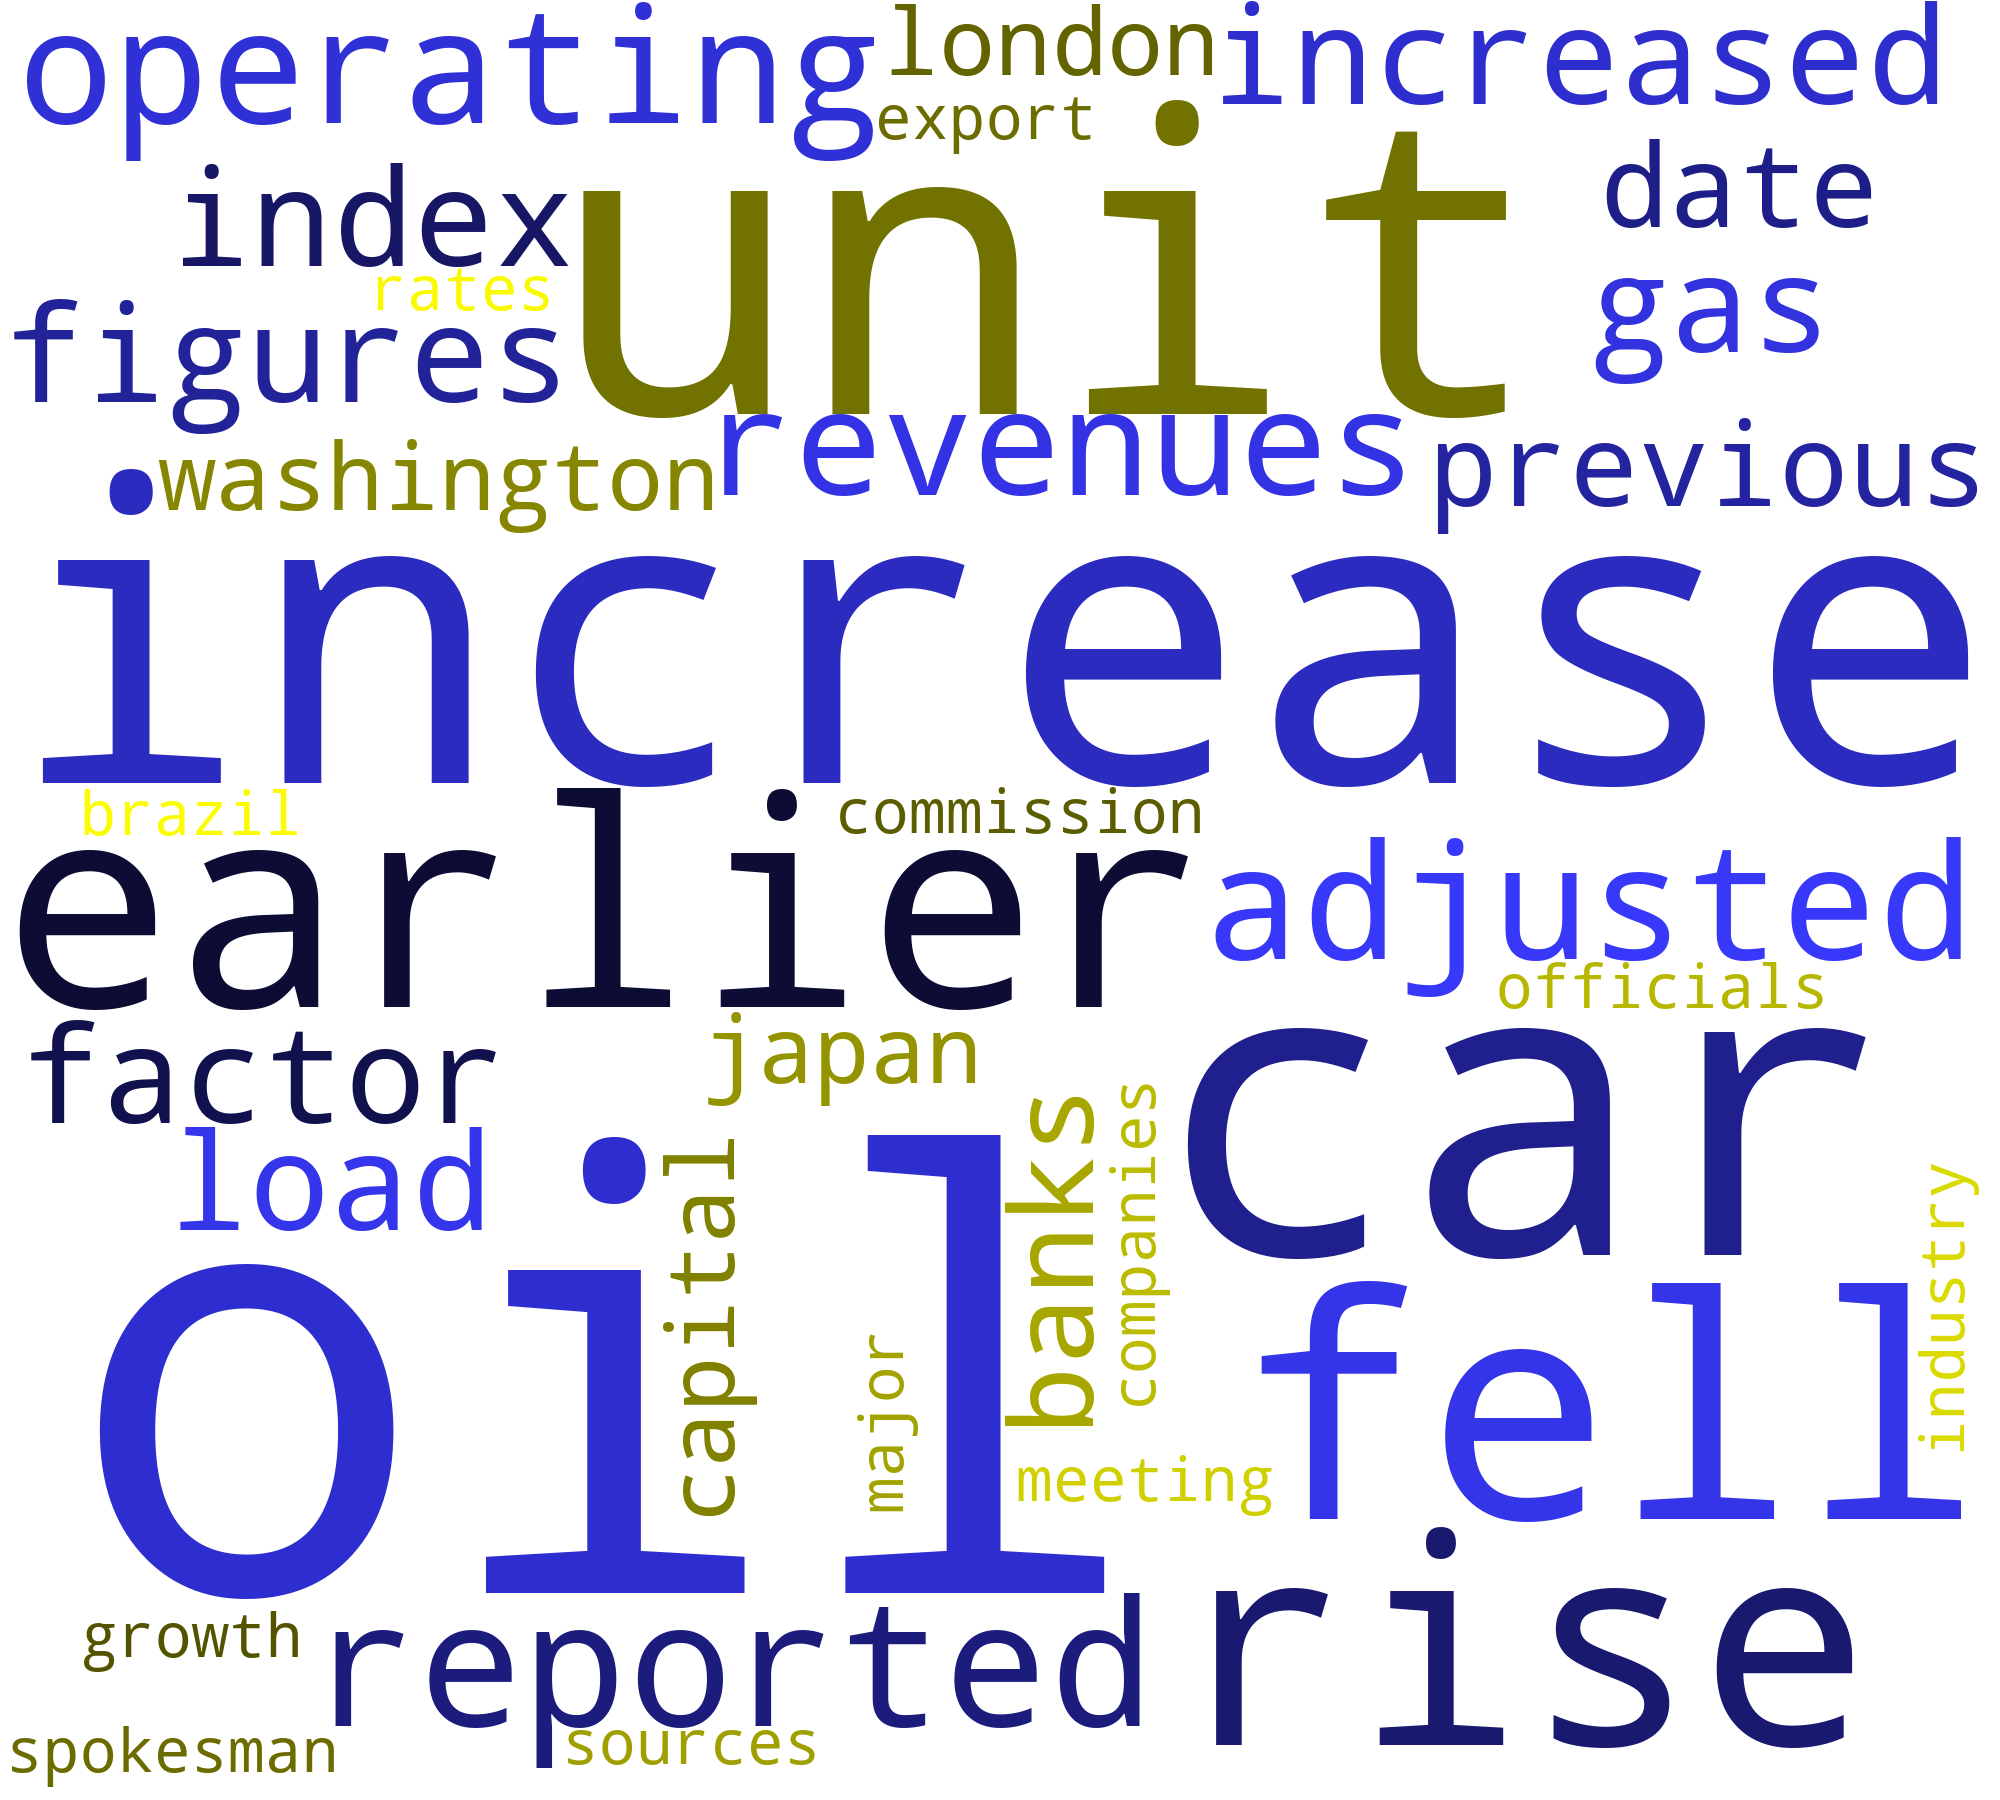 operating
london
increased
export
unit
index
date
rates
gas
figures
revenues
previous
washington
increase
brazil
commission
earlier
adjusted
officials
factor
japan
car
load
oil
capital
major
banks
companies
industry
fell
meeting
growth
reported
rise
spokesman
sources